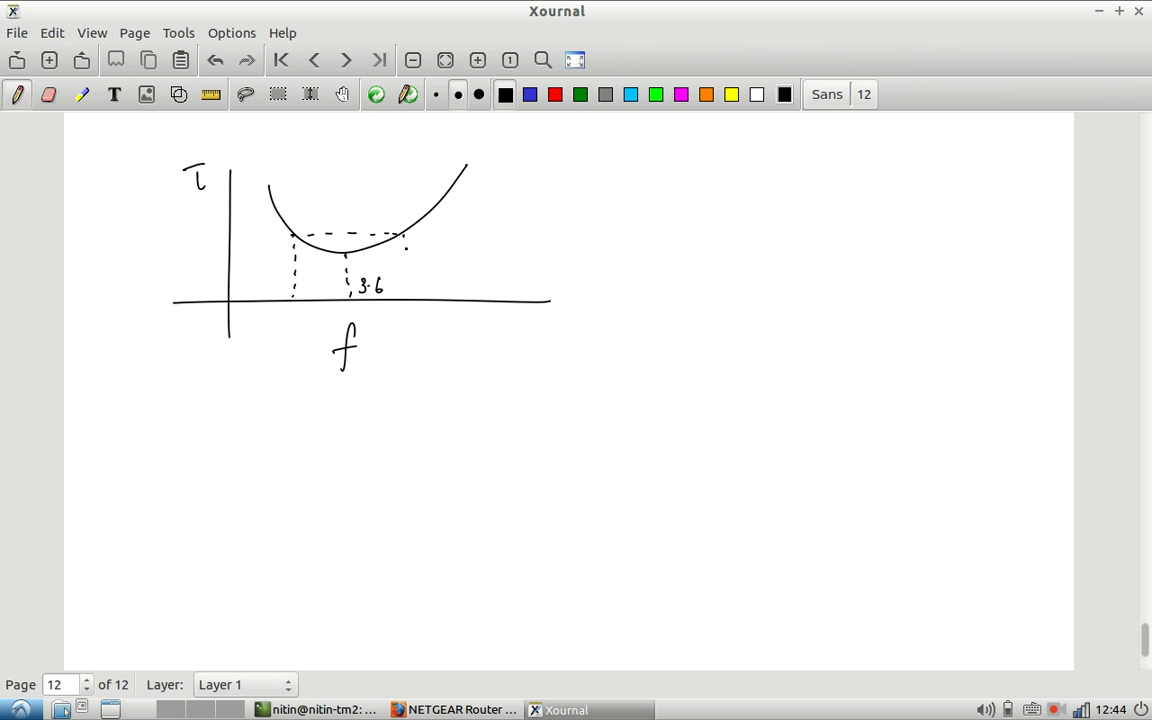 Xournal
File Edit View Page Tools Options Help
Sans 12
T
3.6
f
Page 12 of 12 Layer: Layer 1
nitin@nitin-tm2: ... NETGEAR Router ... Xournal 12:44